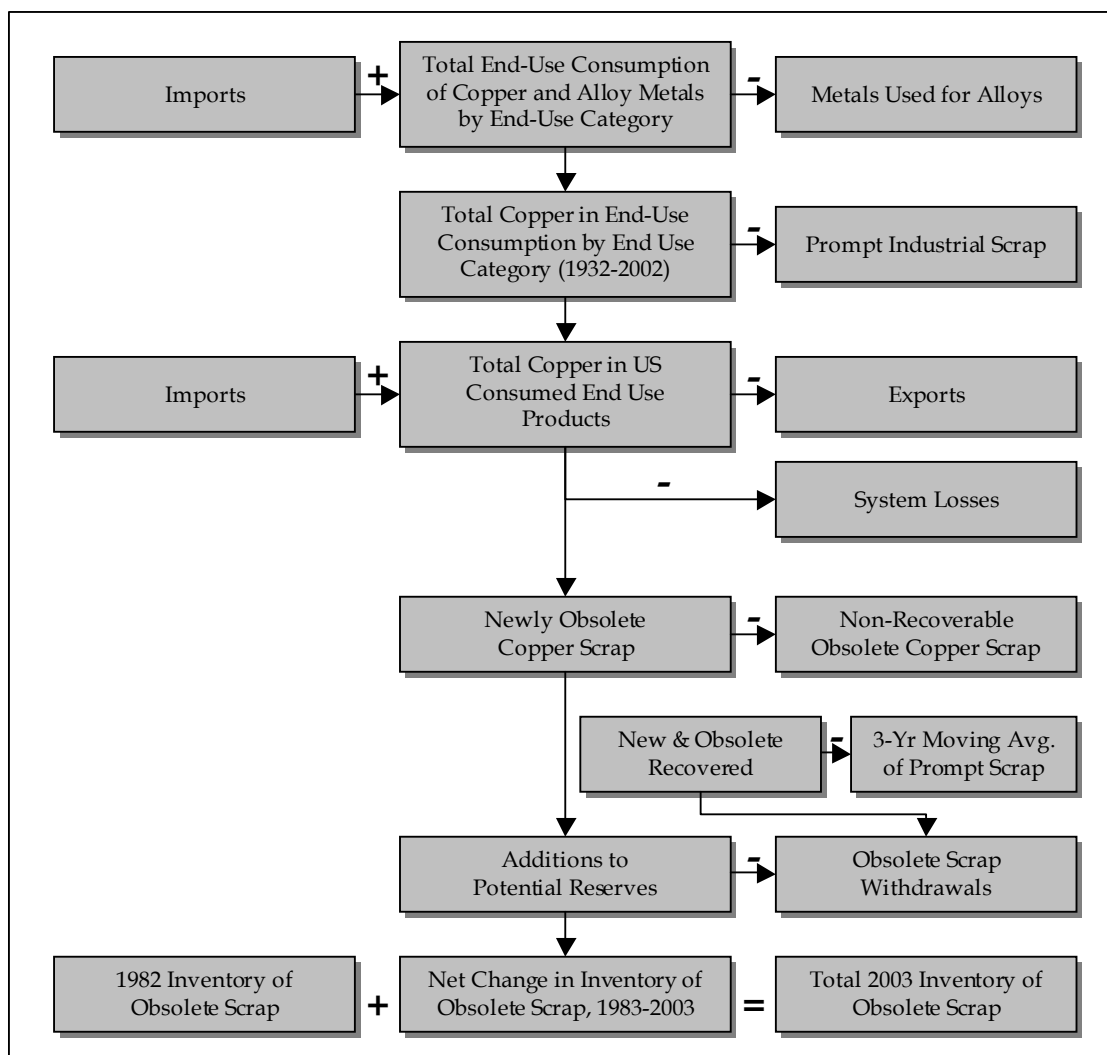 Imports
+
Total End-Use Consumption
of Copper and Alloy Metals
by End-Use Category
-
Metals Used for Alloys
Total Copper in End-Use
Consumption by End Use
Category (1932-2002)
-
Prompt Industrial Scrap
Imports
+
Total Copper in US
Consumed End Use
Products
-
Exports
-
System Losses
Newly Obsolete
Copper Scrap
-
Non-Recoverable
Obsolete Copper Scrap
New & Obsolete
Recovered
-
3-Yr Moving Avg.
of Prompt Scrap
Additions to
Potential Reserves
-
Obsolete Scrap
Withdrawals
1982 Inventory of
Obsolete Scrap
+
Net Change in Inventory of
Obsolete Scrap, 1983-2003
=
Total 2003 Inventory of
Obsolete Scrap